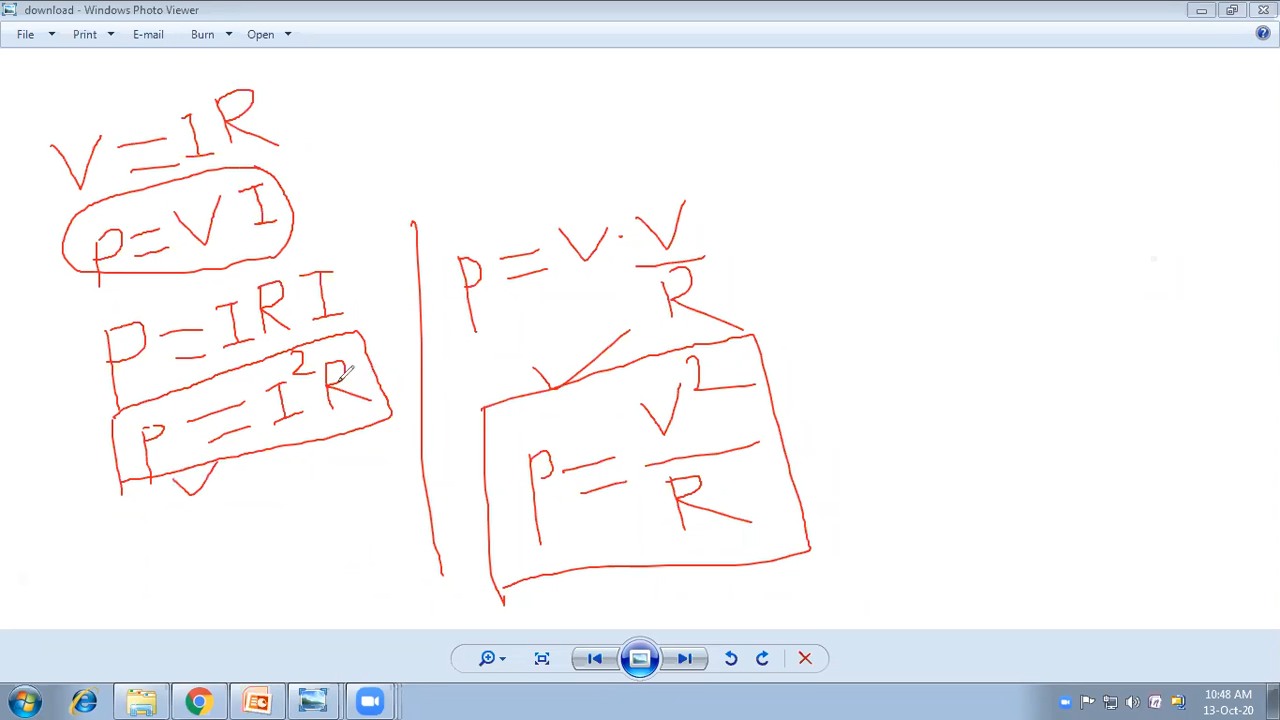 download - Windows Photo Viewer
File Print E-mail Burn Open
V = IR
P = VI
P = IRI
P = I²R
P = V · V/R
P = V²/R
10:48 AM
13-Oct-20